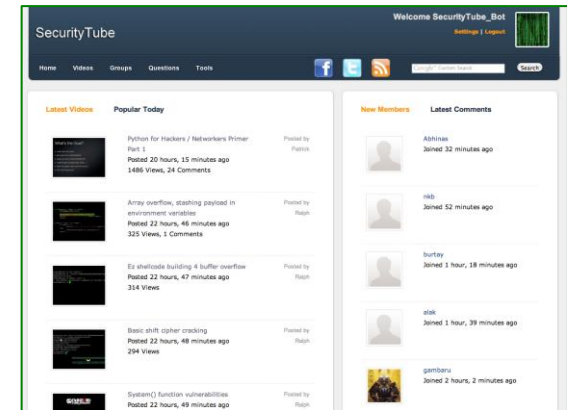 SecurityTube
Welcome SecurityTube_Bot
Settings | Logout
Home Videos Groups Questions Tools
Search
Latest Videos Popular Today
Python for Hackers / Networkers Primer
Part 1
Posted 20 hours, 15 minutes ago
1486 Views, 24 Comments
Posted by
Patrick
Array overflow, stashing payload in
environment variables
Posted 22 hours, 46 minutes ago
325 Views, 1 Comments
Posted by
Ralph
Ez shellcode building 4 buffer overflow
Posted 22 hours, 47 minutes ago
314 Views
Posted by
Ralph
Basic shift cipher cracking
Posted 22 hours, 48 minutes ago
294 Views
Posted by
Ralph
System() function vulnerabilities
Posted 22 hours, 49 minutes ago
Posted by
Ralph
New Members Latest Comments
Abhinas
Joined 32 minutes ago
nkb
Joined 52 minutes ago
burtay
Joined 1 hour, 18 minutes ago
alak
Joined 1 hour, 39 minutes ago
gambaru
Joined 2 hours, 2 minutes ago